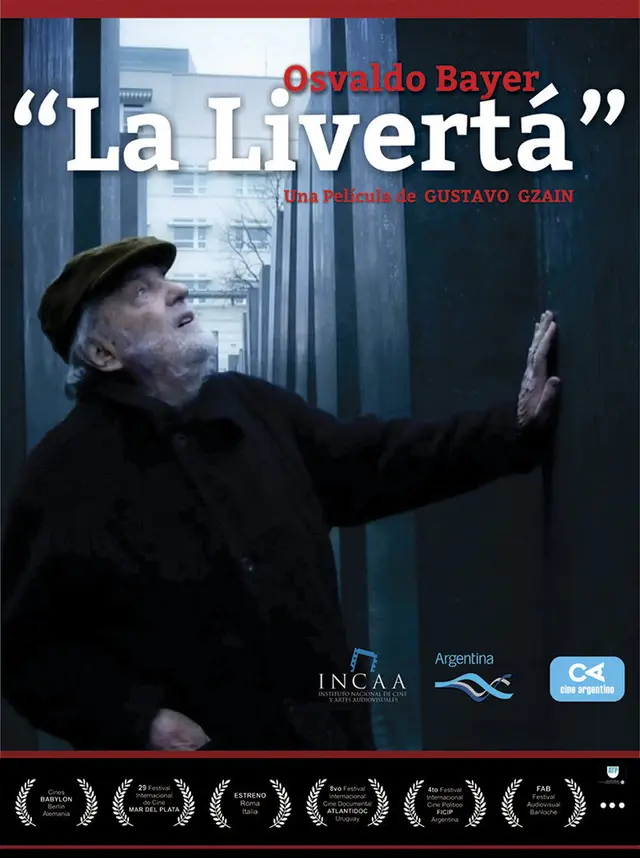 Osvaldo Bayer
“La Livertá”
Una Película de GUSTAVO GZAIN
INCAA
INSTITUTO NACIONAL DE CINE
Y ARTES AUDIOVISUALES
Argentina
CA
cine argentino
Cines
BABYLON
Berlin
Alemania
29 Festival
Internacional
de Cine
MAR DEL PLATA
ESTRENO
Roma
Italia
8vo Festival
Internacional
Cine Documental
ATLANTIDOC
Uruguay
4to Festival
Internacional
Cine Político
FICIP
Argentina
FAB
Festival
Audiovisual
Bariloche
...